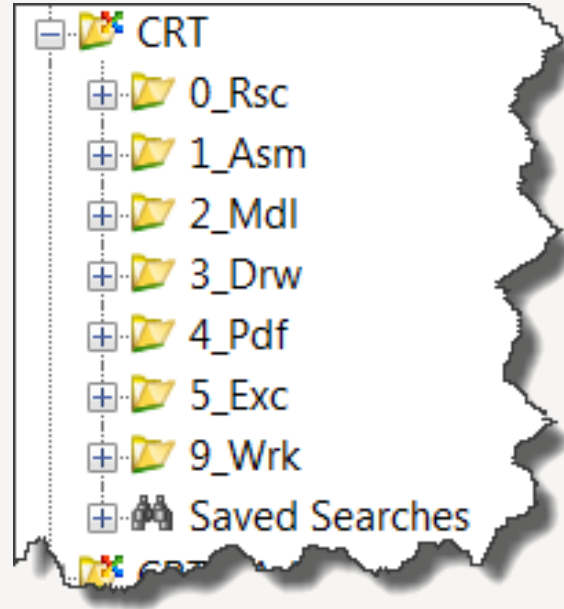 CRT
0_Rsc
1_Asm
2_Mdl
3_Drw
4_Pdf
5_Exc
9_Wrk
Saved Searches